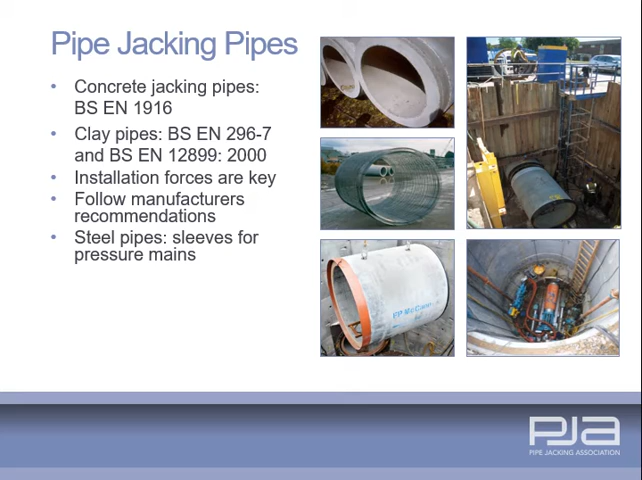 Pipe Jacking Pipes
• Concrete jacking pipes:
BS EN 1916
• Clay pipes: BS EN 296-7
and BS EN 12899: 2000
• Installation forces are key
• Follow manufacturers
recommendations
• Steel pipes: sleeves for
pressure mains
PJA
PIPE JACKING ASSOCIATION